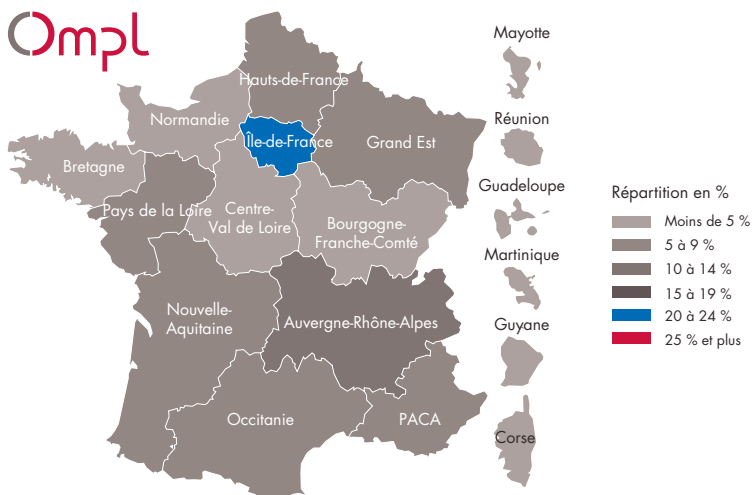 Ompl
Mayotte
Hauts-de-France
Normandie
Île-de-France
Réunion
Grand Est
Bretagne
Guadeloupe
Pays de la Loire
Centre-
Val de Loire
Bourgogne-
Franche-Comté
Martinique
Nouvelle-
Aquitaine
Auvergne-Rhône-Alpes
Guyane
Occitanie
PACA
Corse
Répartition en %
Moins de 5 %
5 à 9 %
10 à 14 %
15 à 19 %
20 à 24 %
25 % et plus